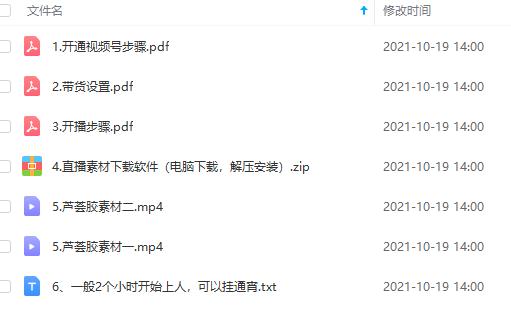 文件名 修改时间
1.开通视频号步骤.pdf 2021-10-19 14:00
2.带货设置.pdf 2021-10-19 14:00
3.开播步骤.pdf 2021-10-19 14:00
4.直播素材下载软件（电脑下载，解压安装）.zip 2021-10-19 14:00
5.芦荟胶素材二.mp4 2021-10-19 14:00
5.芦荟胶素材一.mp4 2021-10-19 14:00
6、一般2个小时开始上人，可以挂通宵.txt 2021-10-19 14:00